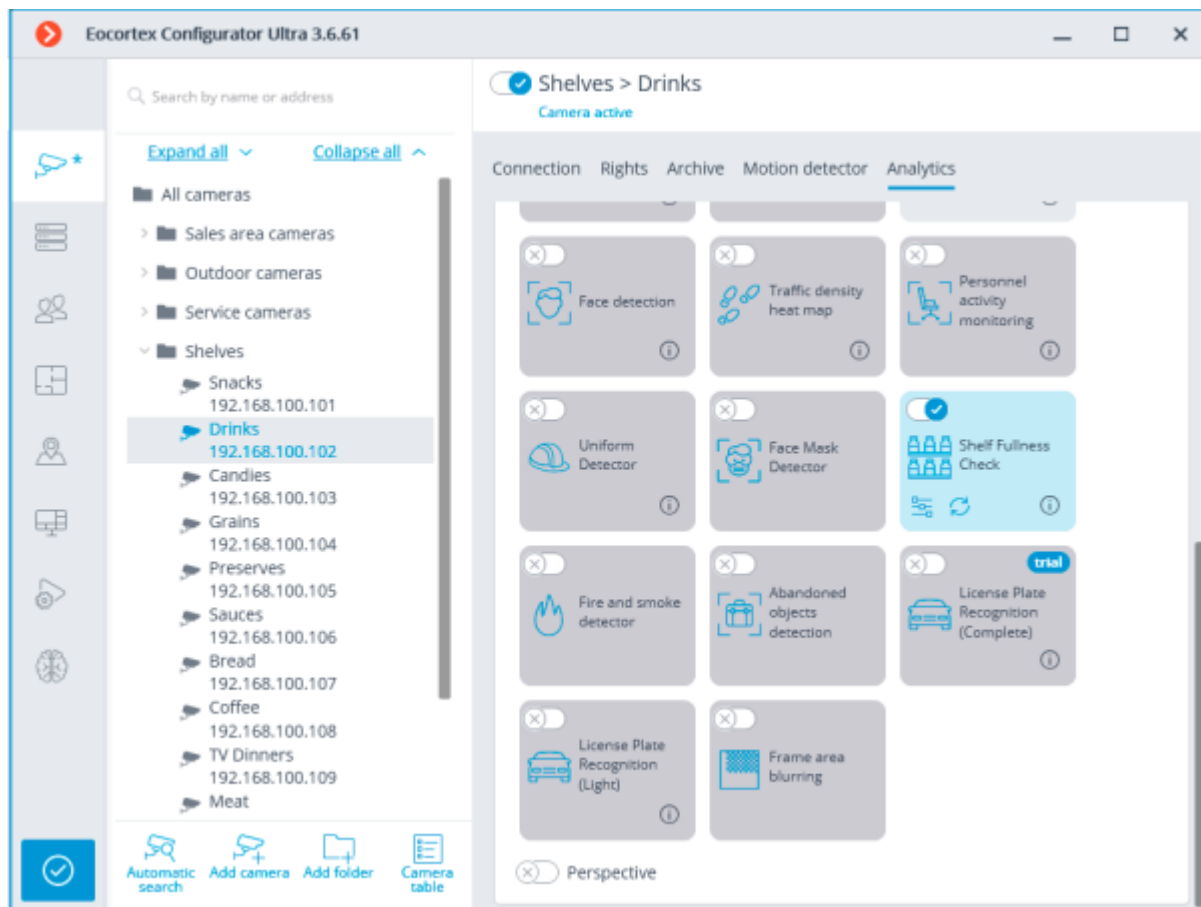 Eocortex Configurator Ultra 3.6.61
Search by name or address
Expand all
Collapse all
All cameras
Sales area cameras
Outdoor cameras
Service cameras
Shelves
Snacks
192.168.100.101
Drinks
192.168.100.102
Candies
192.168.100.103
Grains
192.168.100.104
Preserves
192.168.100.105
Sauces
192.168.100.106
Bread
192.168.100.107
Coffee
192.168.100.108
TV Dinners
192.168.100.109
Meat
Automatic
search
Add camera
Add folder
Camera
table
Shelves > Drinks
Camera active
Connection Rights Archive Motion detector Analytics
Face detection
Traffic density
heat map
Personnel
activity
monitoring
Uniform
Detector
Face Mask
Detector
Shelf Fullness
Check
Fire and smoke
detector
Abandoned
objects
detection
trial
License Plate
Recognition
(Complete)
License Plate
Recognition
(Light)
Frame area
blurring
Perspective